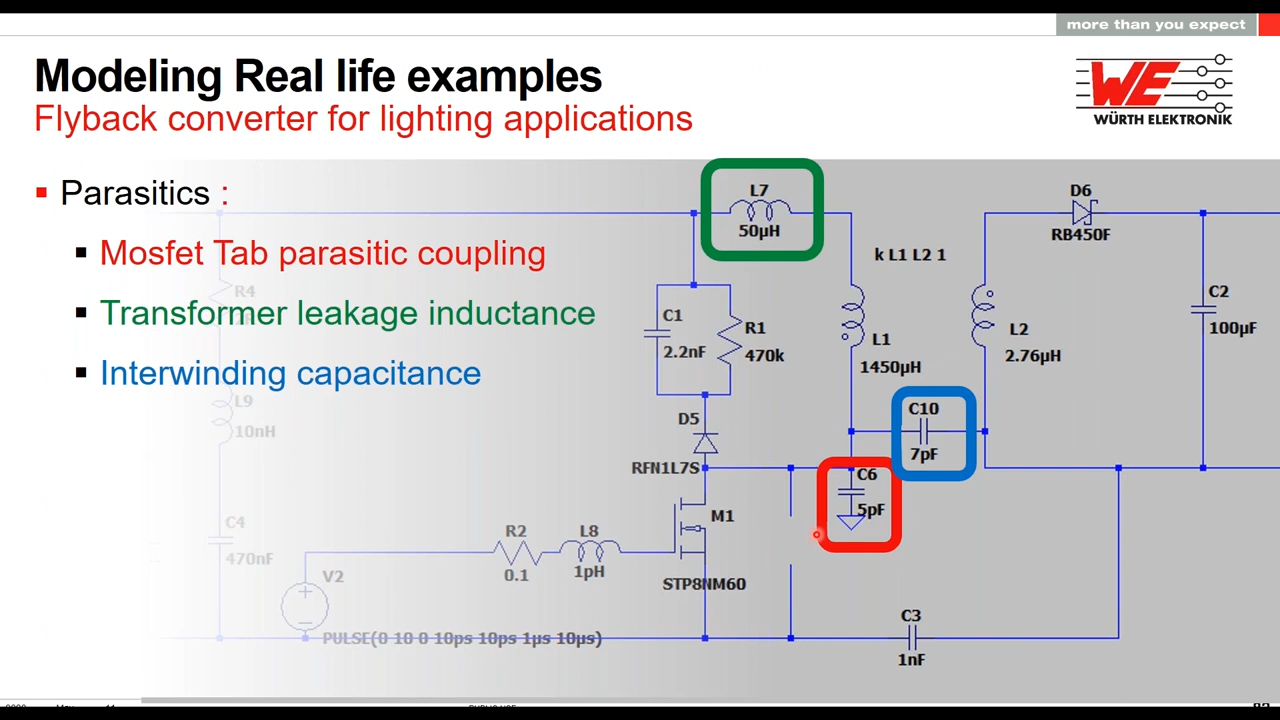 more than you expect
Modeling Real life examples
Flyback converter for lighting applications
WE
WÜRTH ELEKTRONIK
Parasitics :
Mosfet Tab parasitic coupling
Transformer leakage inductance
Interwinding capacitance
L7
50µH
D6
RB450F
k L1 L2 1
R4
C1
2.2nF
R1
470k
L1
1450µH
L2
2.76µH
C2
100µF
L9
10nH
D5
RFN1L7S
C10
7pF
C6
5pF
C4
470nF
M1
STP8NM60
R2
0.1
L8
1pH
V2
PULSE(0 10 0 10ps 10ps 1µs 10µs)
C3
1nF